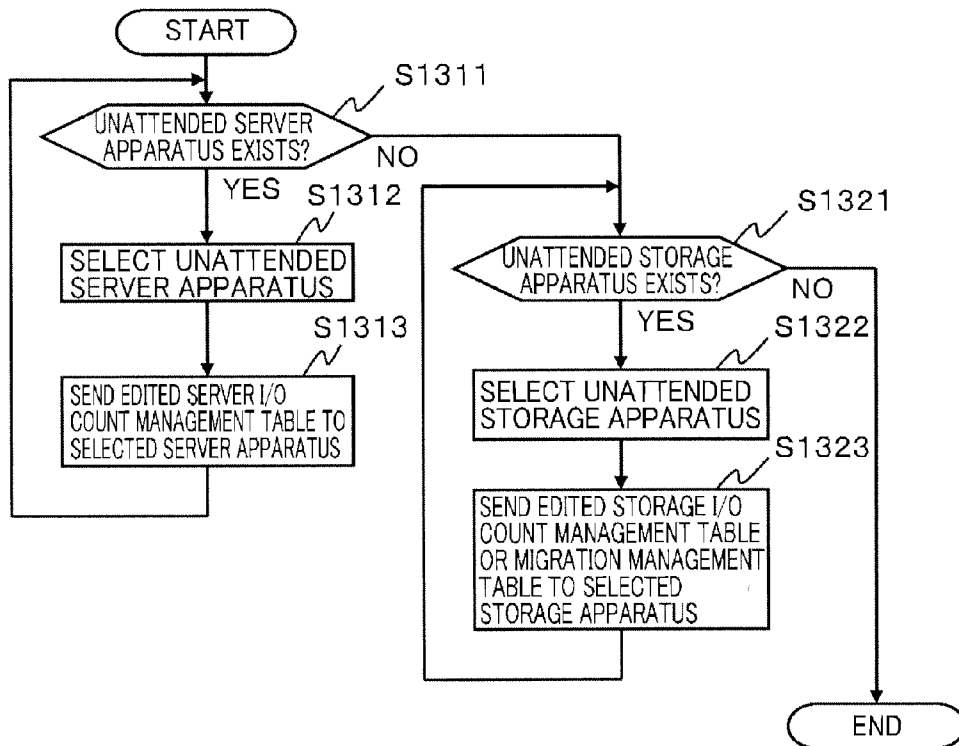 START
S1311
UNATTENDED SERVER
APPARATUS EXISTS?
NO
YES
S1312
SELECT UNATTENDED
SERVER APPARATUS
S1313
SEND EDITED SERVER I/O
COUNT MANAGEMENT TABLE TO
SELECTED SERVER APPARATUS
S1321
UNATTENDED STORAGE
APPARATUS EXISTS?
NO
YES
S1322
SELECT UNATTENDED
STORAGE APPARATUS
S1323
SEND EDITED STORAGE I/O
COUNT MANAGEMENT TABLE
OR MIGRATION MANAGEMENT
TABLE TO SELECTED
STORAGE APPARATUS
END